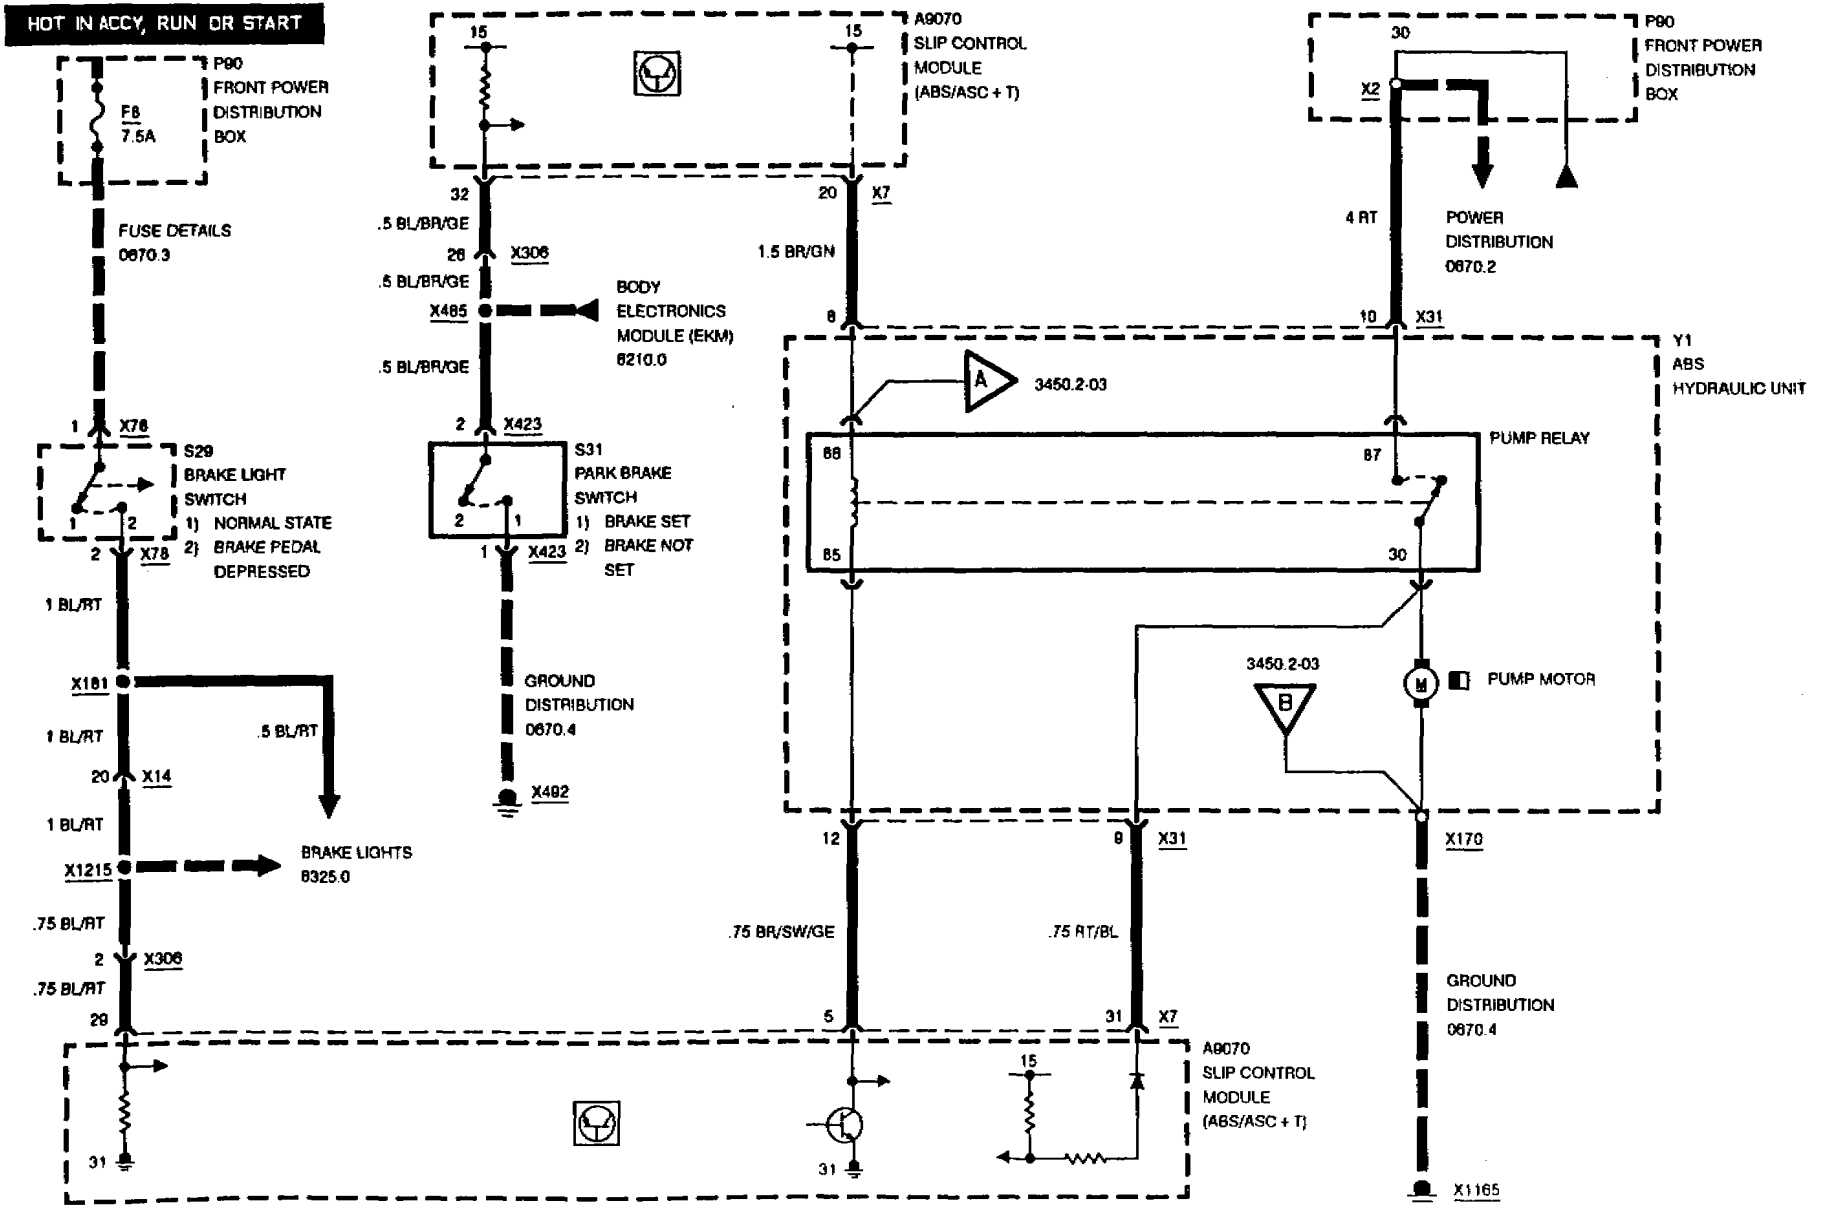 HOT IN ACCY, RUN OR START
P90
FRONT POWER
DISTRIBUTION
BOX
F8
7.5A
FUSE DETAILS
0670.3
1
X78
S29
BRAKE LIGHT
SWITCH
1) NORMAL STATE
2) BRAKE PEDAL
DEPRESSED
1
2
2
X78
1 BL/RT
X181
1 BL/RT
.5 BL/RT
20
X14
1 BL/RT
X1215
BRAKE LIGHTS
6325.0
.75 BL/RT
2
X306
.75 BL/RT
29
31
15
15
A9070
SLIP CONTROL
MODULE
(ABS/ASC + T)
32
20
X7
.5 BL/BR/GE
26
X306
.5 BL/BR/GE
X485
BODY
ELECTRONICS
MODULE (EKM)
6210.0
.5 BL/BR/GE
2
X423
S31
PARK BRAKE
SWITCH
1) BRAKE SET
2) BRAKE NOT
SET
2
1
1
X423
GROUND
DISTRIBUTION
0670.4
X492
1.5 BR/GN
8
30
X2
P90
FRONT POWER
DISTRIBUTION
BOX
4 RT
POWER
DISTRIBUTION
0670.2
10
X31
Y1
ABS
HYDRAULIC UNIT
A
3450.2-03
PUMP RELAY
86
87
85
30
3450.2-03
B
M
PUMP MOTOR
12
9
X31
X170
.75 BR/SW/GE
.75 RT/BL
GROUND
DISTRIBUTION
0670.4
5
31
X7
A9070
SLIP CONTROL
MODULE
(ABS/ASC + T)
15
31
X1165